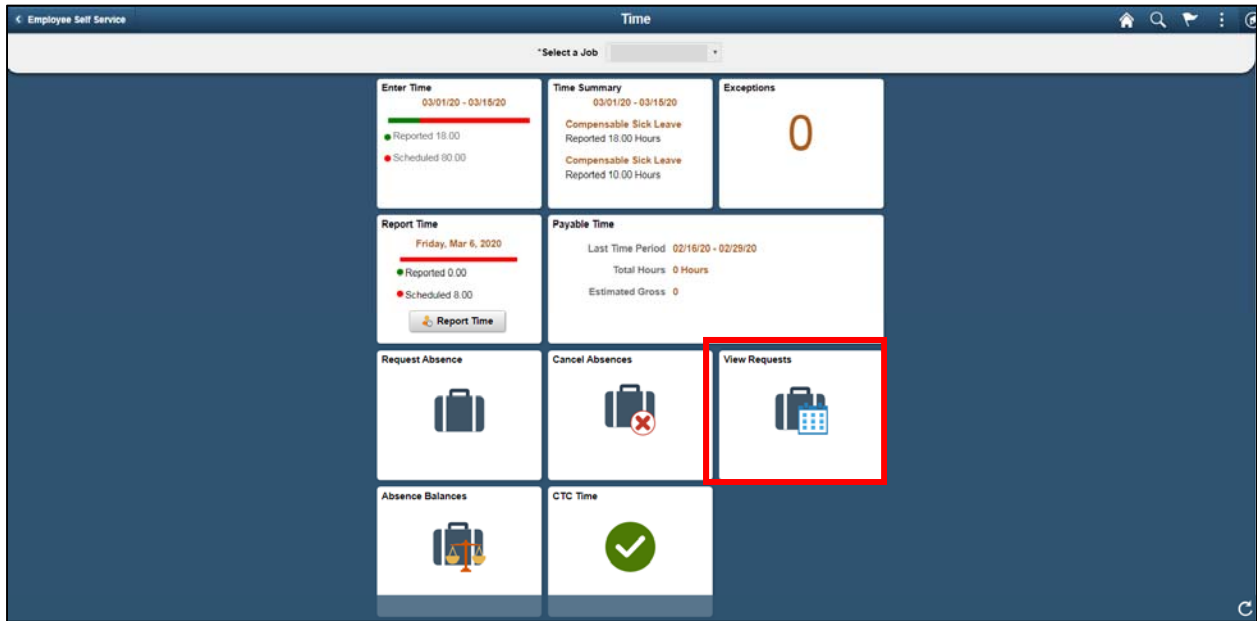 Employee Self Service
Time
*Select a Job
Enter Time
03/01/20 - 03/15/20
Reported 18.00
Scheduled 80.00
Time Summary
03/01/20 - 03/15/20
Compensable Sick Leave
Reported 18.00 Hours
Compensable Sick Leave
Reported 10.00 Hours
Exceptions
0
Report Time
Friday, Mar 6, 2020
Reported 0.00
Scheduled 8.00
Report Time
Payable Time
Last Time Period 02/16/20 - 02/29/20
Total Hours 0 Hours
Estimated Gross 0
Request Absence
Cancel Absences
View Requests
Absence Balances
CTC Time